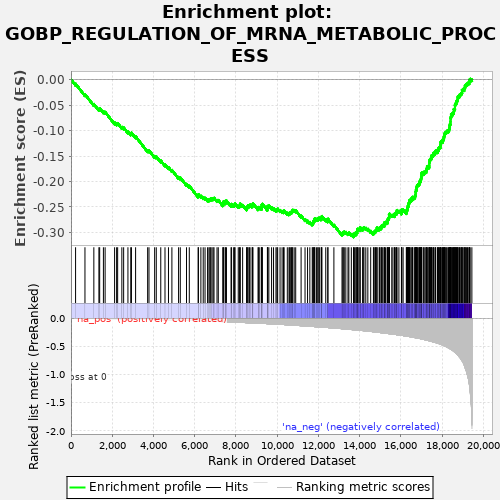 Enrichment plot:
GOBP_REGULATION_OF_MRNA_METABOLIC_PROC
ESS
Enrichment score (ES)
0.00
-0.05
-0.10
-0.15
-0.20
-0.25
-0.30
Ranked list metric (PreRanked)
0.0
-0.5
-1.0
-1.5
-2.0
'na_pos' (positively correlated)
'na_neg' (negatively correlated)
0
2,000
4,000
6,000
8,000
10,000
12,000
14,000
16,000
18,000
20,000
Rank in Ordered Dataset
Enrichment profile
Hits
Ranking metric scores